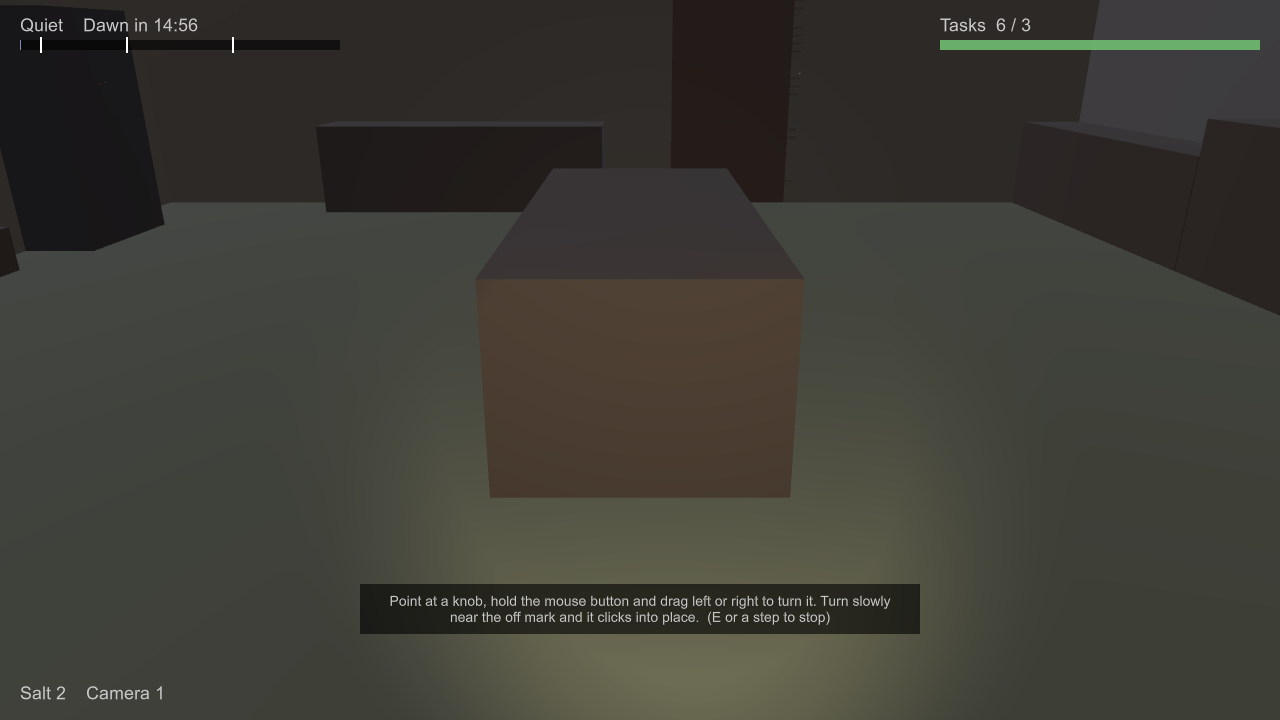 Quiet Dawn in 14:56
Tasks 6 / 3
Point at a knob, hold the mouse button and drag left or right to turn it. Turn slowly
near the off mark and it clicks into place. (E or a step to stop)
Salt 2 Camera 1